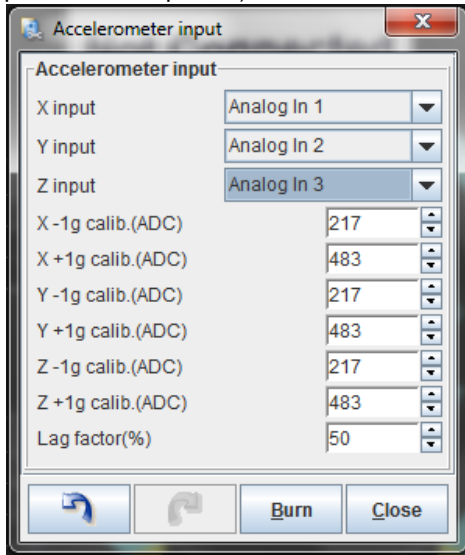 Accelerometer input
Accelerometer input
X input Analog In 1
Y input Analog In 2
Z input Analog In 3
X -1g calib.(ADC) 217
X +1g calib.(ADC) 483
Y -1g calib.(ADC) 217
Y +1g calib.(ADC) 483
Z -1g calib.(ADC) 217
Z +1g calib.(ADC) 483
Lag factor(%) 50
Burn Close